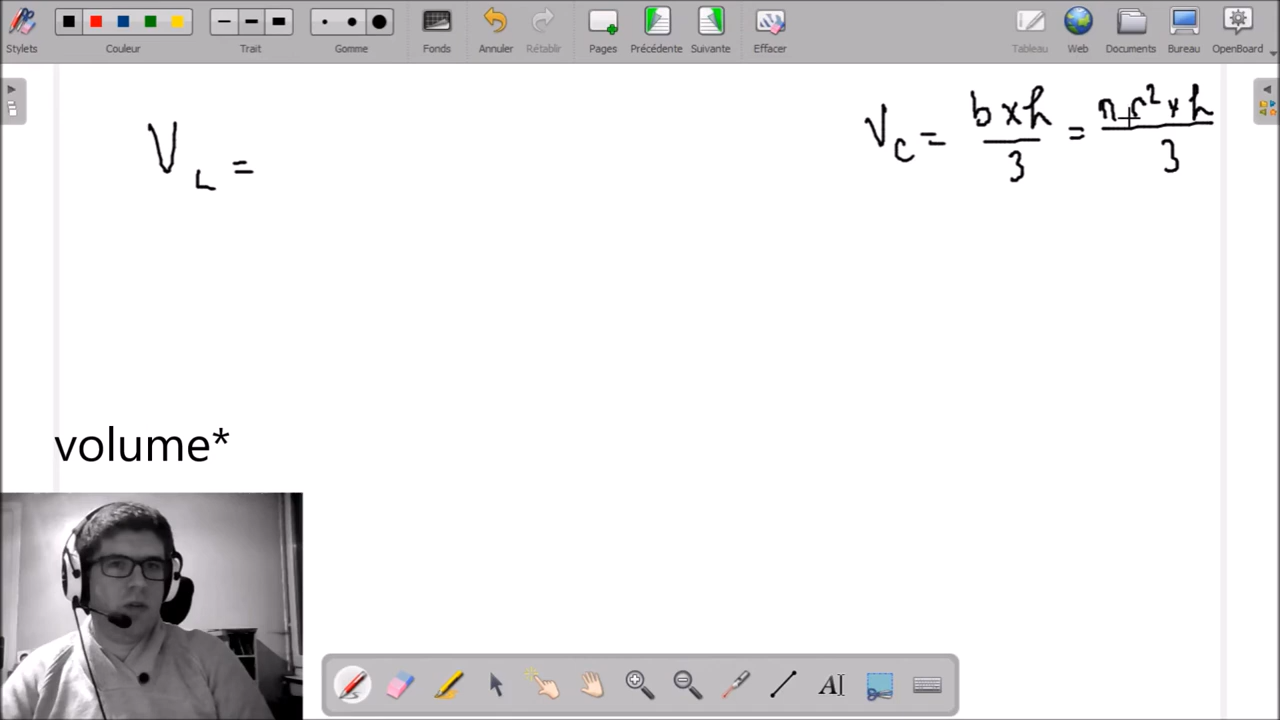 Stylets Couleur Trait Gomme Fonds Annuler Rétablir Pages Précédente Suivante Effacer Tableau Web Documents Bureau OpenBoard
V_L =
V_C = b×h/3 = π r² × h/3
volume*